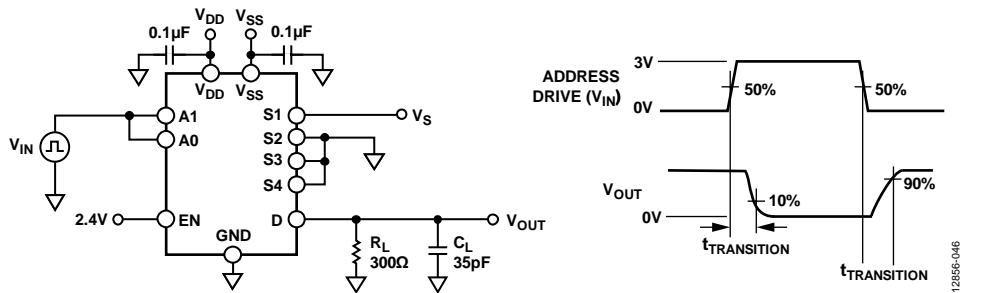 VDD VSS
0.1µF 0.1µF
VDD VSS
A1 S1 VS
A0 S2
VIN S3
S4
2.4V EN D VOUT
GND
RL
300Ω
CL
35pF
3V
ADDRESS
DRIVE (VIN)
50% 50%
0V
VOUT
10% 90%
0V
tTRANSITION
tTRANSITION
12856-046